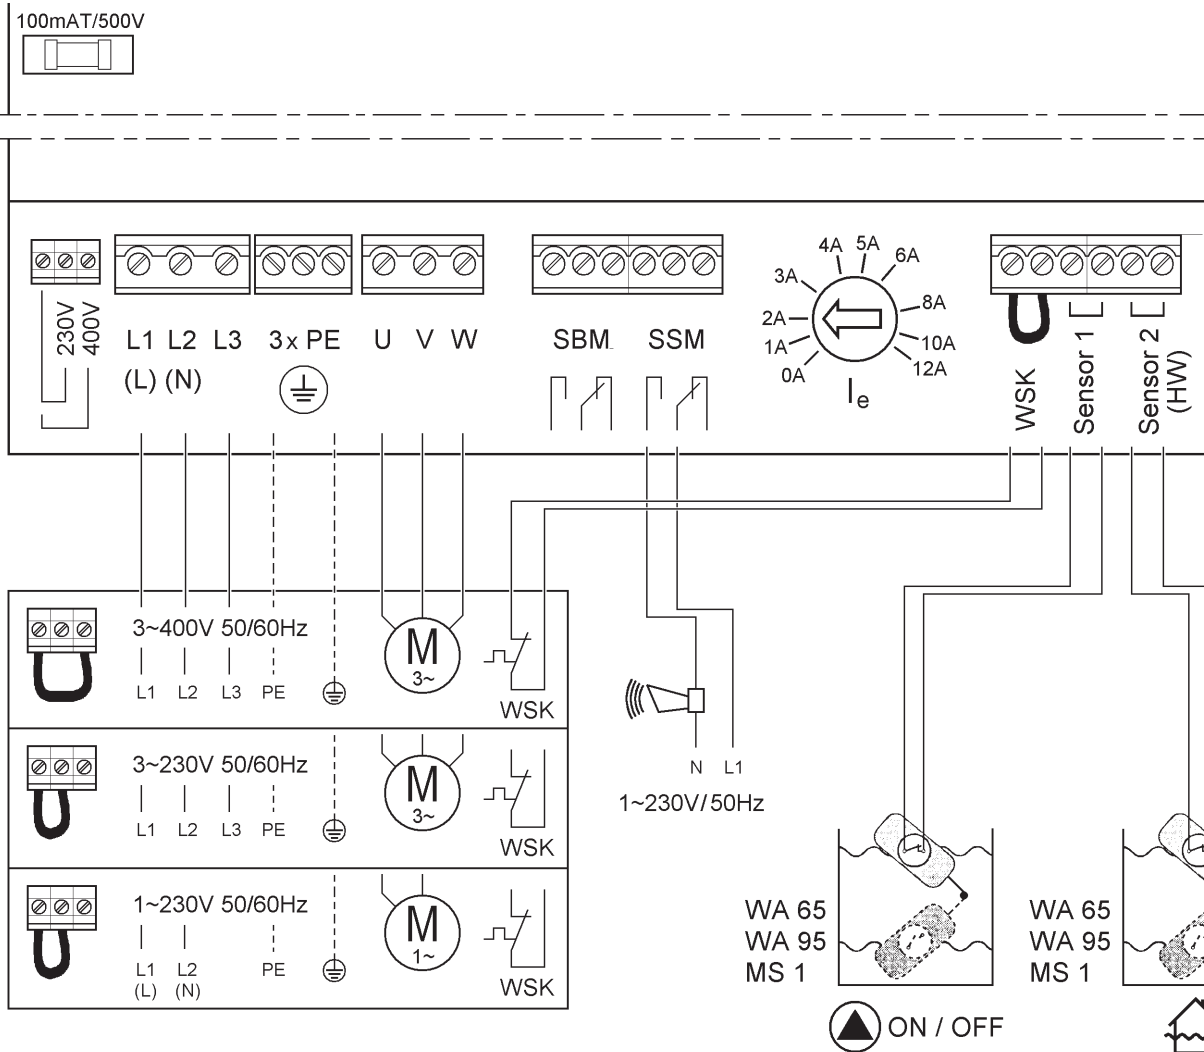 100mAT/500V
4A 5A
6A
3A
8A
2A
10A
1A
12A
0A
I e
230V
400V
L1 L2 L3 3 x PE U V W SBM SSM
(L) (N)
WSK
Sensor 1
Sensor 2
(HW)
3~400V 50/60Hz
M
3~
L1 L2 L3 PE
WSK
3~230V 50/60Hz
M
3~
L1 L2 L3 PE
WSK
N L1
1~230V/50Hz
1~230V 50/60Hz
M
1~
L1 L2 PE
(L) (N)
WSK
WA 65
WA 95
MS 1
WA 65
WA 95
MS 1
ON / OFF